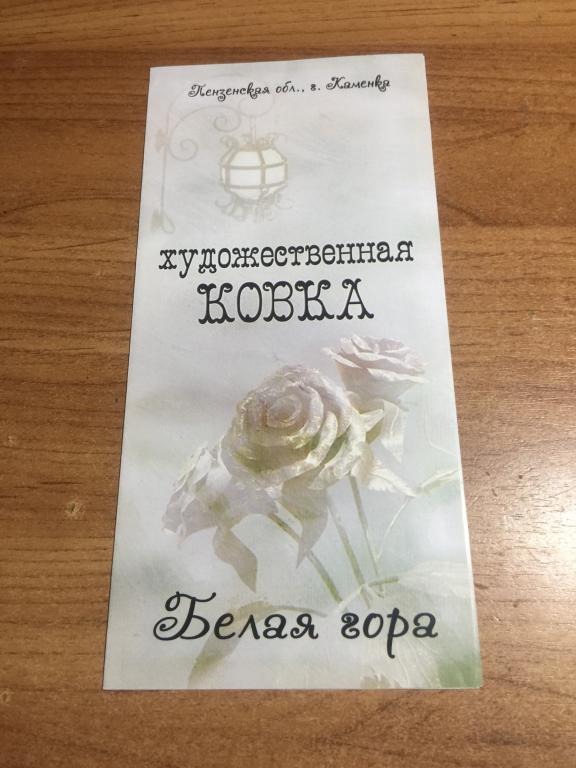 Пензенская обл., г. Каменка
художественная
КОВКА
Белая гора